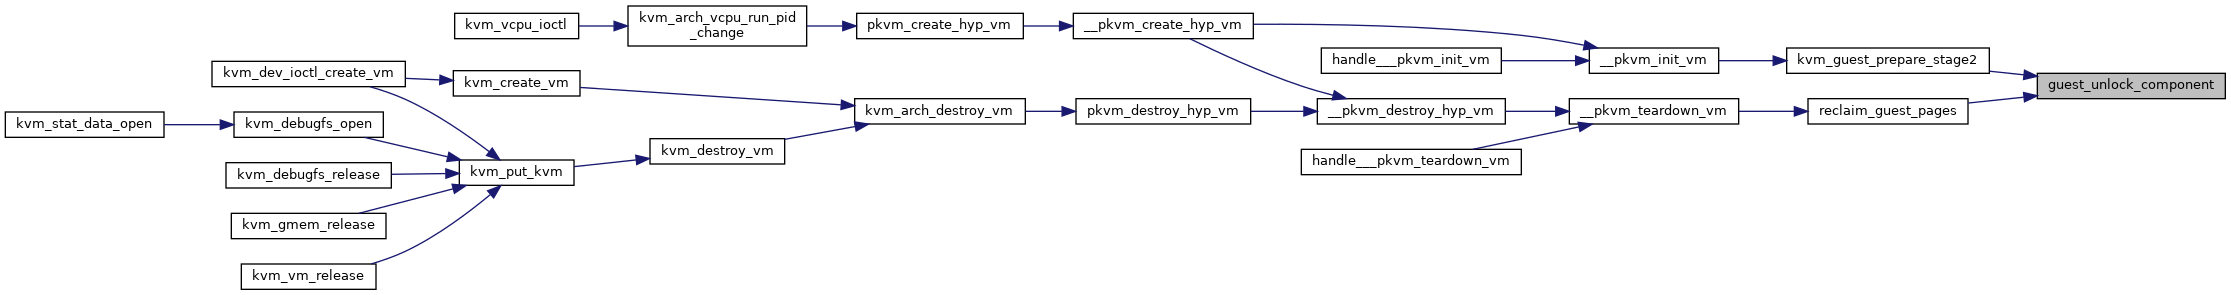 kvm_vcpu_ioctl
kvm_arch_vcpu_run_pid
_change
pkvm_create_hyp_vm
__pkvm_create_hyp_vm
handle___pkvm_init_vm
__pkvm_init_vm
kvm_guest_prepare_stage2
guest_unlock_component
kvm_dev_ioctl_create_vm
kvm_create_vm
kvm_arch_destroy_vm
pkvm_destroy_hyp_vm
__pkvm_destroy_hyp_vm
__pkvm_teardown_vm
reclaim_guest_pages
kvm_stat_data_open
kvm_debugfs_open
kvm_destroy_vm
handle___pkvm_teardown_vm
kvm_debugfs_release
kvm_put_kvm
kvm_gmem_release
kvm_vm_release